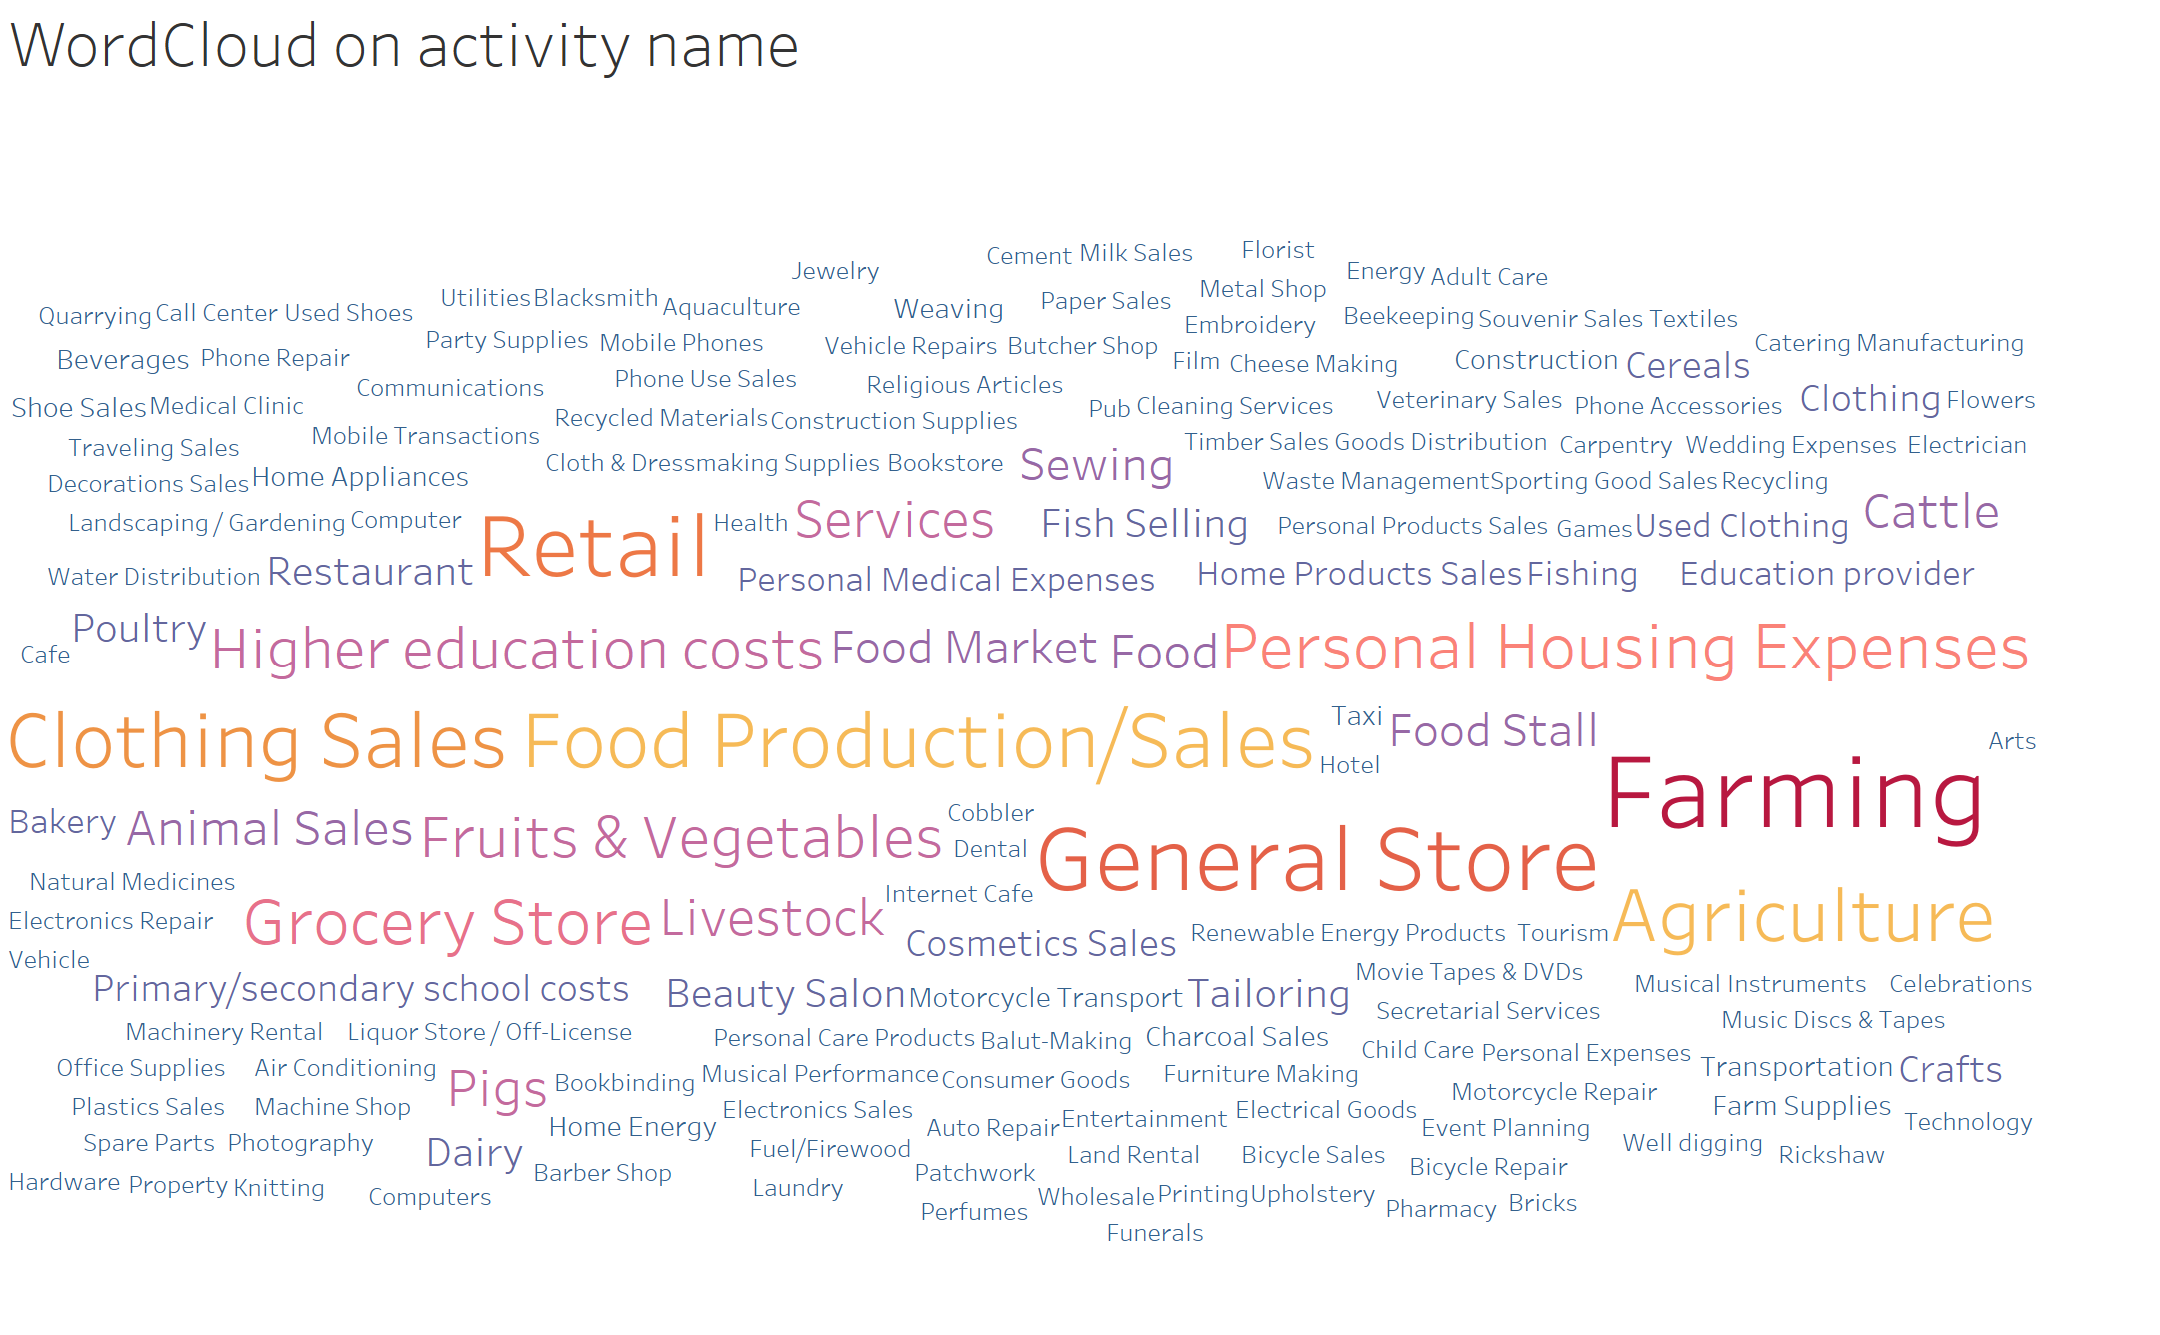 WordCloud on activity name
Cement Milk Sales Florist
Jewelry Energy Adult Care
Metal Shop
Utilities Blacksmith Aquaculture Weaving Paper Sales
Quarrying Call Center Used Shoes Embroidery Beekeeping Souvenir Sales Textiles
Party Supplies Mobile Phones Vehicle Repairs Butcher Shop Catering Manufacturing
Beverages Phone Repair Film Cheese Making Construction Cereals
Communications Phone Use Sales Religious Articles
Shoe Sales Medical Clinic Pub Cleaning Services Veterinary Sales Phone Accessories Clothing Flowers
Recycled Materials Construction Supplies
Traveling Sales Mobile Transactions Timber Sales Goods Distribution Carpentry Wedding Expenses Electrician
Cloth & Dressmaking Supplies Bookstore Sewing
Decorations Sales Home Appliances Waste Management Sporting Good Sales Recycling
Landscaping / Gardening Computer Retail Health Services Fish Selling Personal Products Sales Games Used Clothing Cattle
Water Distribution Restaurant Personal Medical Expenses Home Products Sales Fishing Education provider
Cafe Poultry Higher education costs Food Market Food Personal Housing Expenses
Clothing Sales Food Production/Sales Taxi Food Stall Arts
Hotel Farming
Bakery Animal Sales Fruits & Vegetables Cobbler
Dental General Store
Natural Medicines Internet Cafe
Electronics Repair Grocery Store Livestock Agriculture
Vehicle Cosmetics Sales Renewable Energy Products Tourism
Movie Tapes & DVDs
Primary/secondary school costs Beauty Salon Motorcycle Transport Tailoring Musical Instruments Celebrations
Secretarial Services Music Discs & Tapes
Machinery Rental Liquor Store / Off-License Personal Care Products Balut-Making Charcoal Sales
Child Care Personal Expenses
Office Supplies Air Conditioning Pigs Bookbinding Musical Performance Consumer Goods Furniture Making Transportation Crafts
Motorcycle Repair
Plastics Sales Machine Shop Electronics Sales Electrical Goods Farm Supplies
Home Energy Auto Repair Entertainment Event Planning Technology
Spare Parts Photography Dairy Fuel/Firewood Land Rental Bicycle Sales Well digging Rickshaw
Barber Shop Patchwork Bicycle Repair
Hardware Property Knitting Computers Laundry Wholesale Printing Upholstery
Perfumes Pharmacy Bricks
Funerals